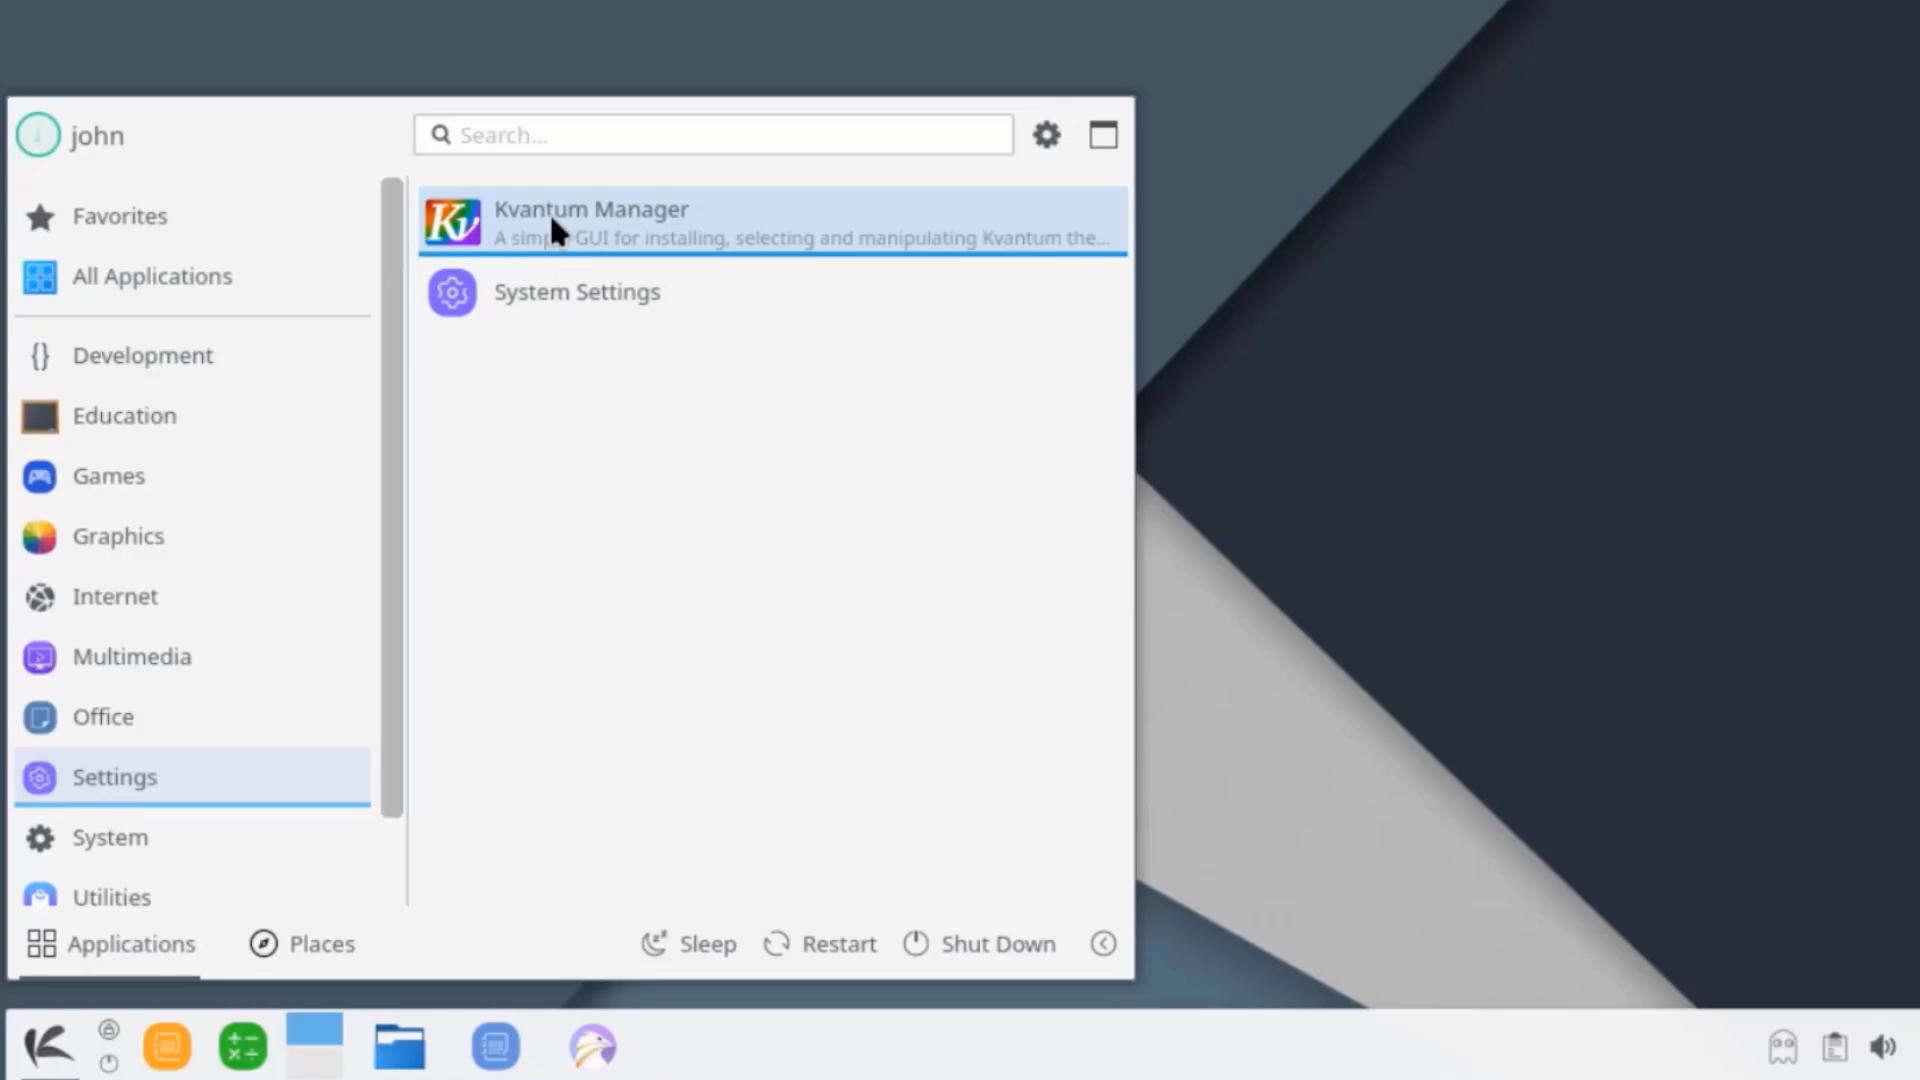 john
Search...
Favorites
All Applications
Development
Education
Games
Graphics
Internet
Multimedia
Office
Settings
System
Utilities
Kvantum Manager
A GUI for installing, selecting and manipulating Kvantum the...
System Settings
Applications
Places
Sleep
Restart
Shut Down